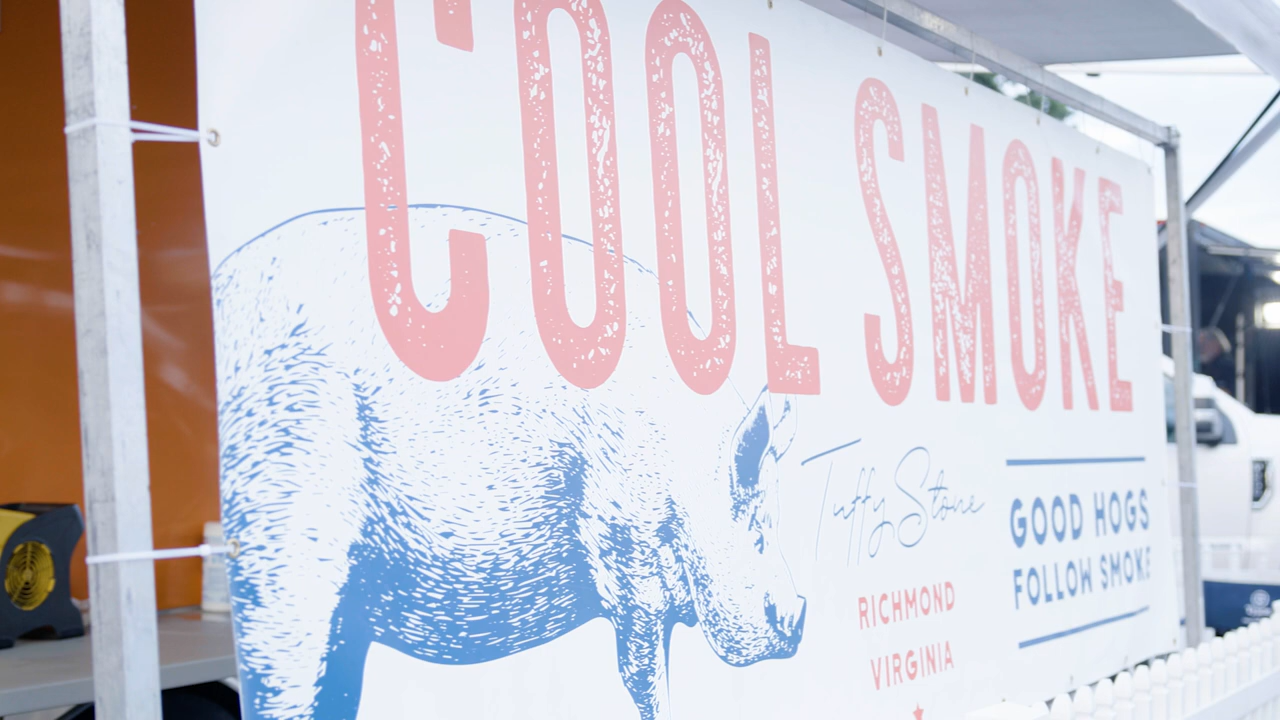 COOL SMOKE
Tuffy Stone
RICHMOND
VIRGINIA
GOOD HOGS
FOLLOW SMOKE